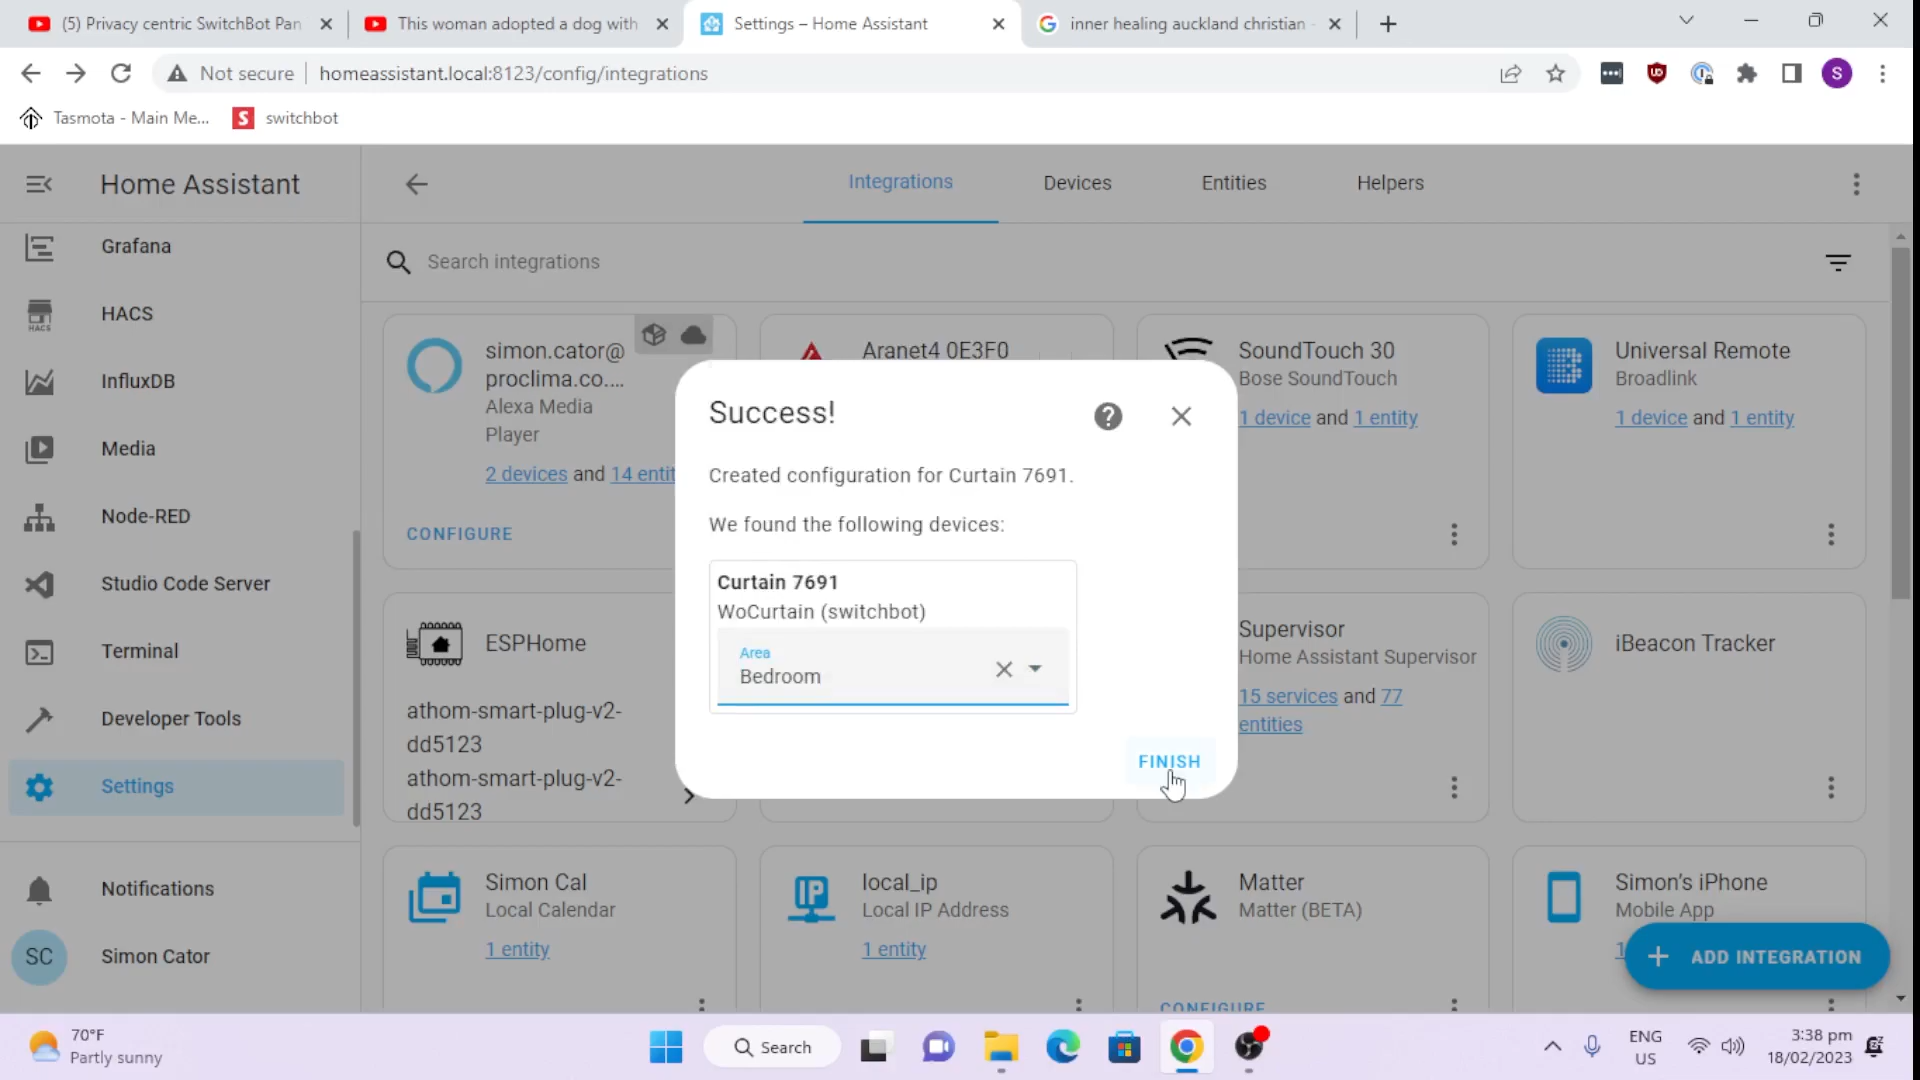 (5) Privacy centric SwitchBot Pan
This woman adopted a dog with
Settings – Home Assistant
inner healing auckland christian
Not secure
homeassistant.local:8123/config/integrations
S
Tasmota - Main Me...
switchbot
Home Assistant
Integrations
Devices
Entities
Helpers
Search integrations
Grafana
HACS
InfluxDB
Media
Node-RED
Studio Code Server
Terminal
Developer Tools
Settings
Notifications
SC
Simon Cator
simon.cator@
proclima.co....
Alexa Media
Player
2 devices and 14 entit
CONFIGURE
Aranet4 0E3F0
SoundTouch 30
Bose SoundTouch
1 device and 1 entity
Universal Remote
Broadlink
1 device and 1 entity
Success!
Created configuration for Curtain 7691.
We found the following devices:
Curtain 7691
WoCurtain (switchbot)
Area
Bedroom
FINISH
ESPHome
athom-smart-plug-v2-
dd5123
athom-smart-plug-v2-
dd5123
Supervisor
Home Assistant Supervisor
15 services and 77
entities
iBeacon Tracker
Simon Cal
Local Calendar
1 entity
IP
local_ip
Local IP Address
1 entity
Matter
Matter (BETA)
CONFIGURE
Simon's iPhone
Mobile App
1
ADD INTEGRATION
70°F
Partly sunny
Search
ENG
US
3:38 pm
18/02/2023